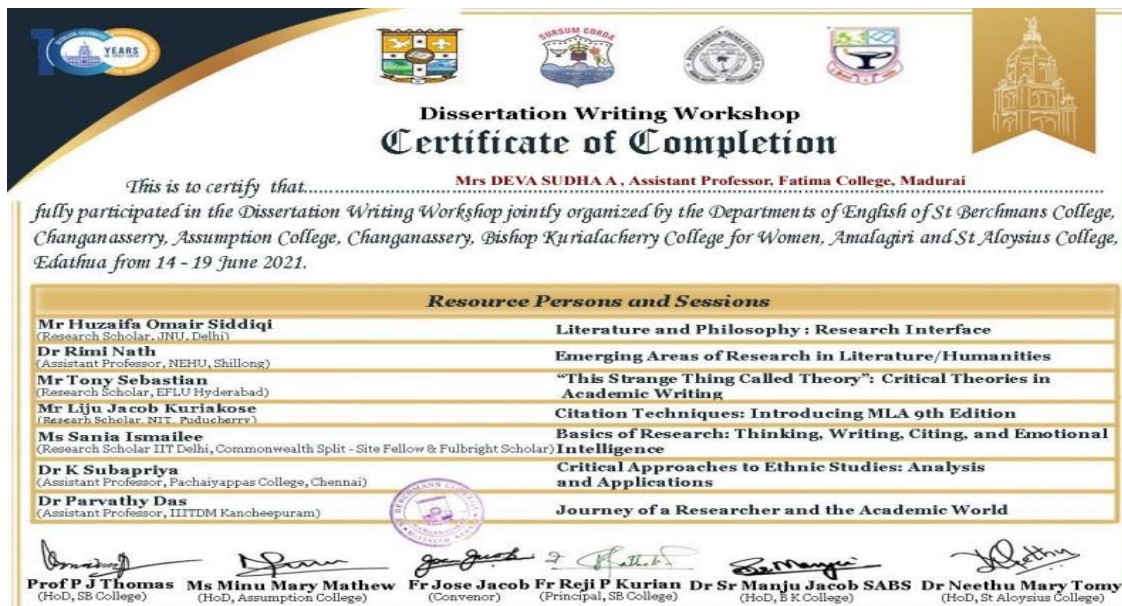 YEARS
SURSUM CORDA
Dissertation Writing Workshop
Certificate of Completion
This is to certify that Mrs DEVA SUDHA A, Assistant Professor, Fatima College, Madurai
fully participated in the Dissertation Writing Workshop jointly organized by the Departments of English of St Berchmans College,
Changanasserry, Assumption College, Changanassery, Bishop Kurialacherry College for Women, Amalagiri and St Aloysius College,
Edathua from 14 - 19 June 2021.
Resource Persons and Sessions
Mr Huzaifa Omair Siddiqi
(Research Scholar, JNU, Delhi)
Literature and Philosophy : Research Interface
Dr Rimi Nath
(Assistant Professor, NEHU, Shillong)
Emerging Areas of Research in Literature/Humanities
Mr Tony Sebastian
(Research Scholar, EFLU Hyderabad)
"This Strange Thing Called Theory": Critical Theories in
Academic Writing
Mr Liju Jacob Kuriakose
(Researh Scholar, NIT, Puducherry)
Citation Techniques: Introducing MLA 9th Edition
Ms Sania Ismailee
(Research Scholar IIT Delhi, Commonwealth Split - Site Fellow & Fulbright Scholar)
Basics of Research: Thinking, Writing, Citing, and Emotional
Intelligence
Dr K Subapriya
(Assistant Professor, Pachaiyappas College, Chennai)
Critical Approaches to Ethnic Studies: Analysis
and Applications
Dr Parvathy Das
(Assistant Professor, IIITDM Kancheepuram)
Journey of a Researcher and the Academic World
Prof P J Thomas
(HoD, SB College)
Ms Minu Mary Mathew
(HoD, Assumption College)
Fr Jose Jacob
(Convenor)
Fr Reji P Kurian
(Principal, SB College)
Dr Sr Manju Jacob SABS
(HoD, B K College)
Dr Neethu Mary Tomy
(HoD, St Aloysius College)